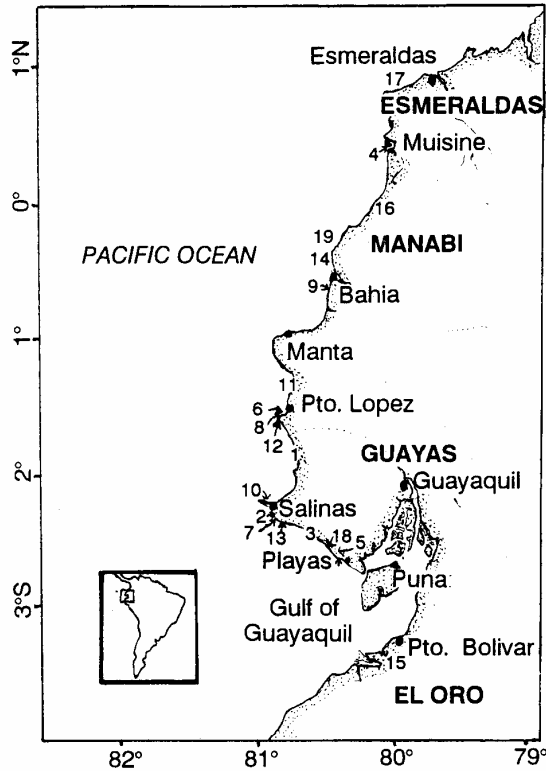 1°N
Esmeraldas
17
ESMERALDAS
4
Muisine
0°
16
19
PACIFIC OCEAN
MANABI
14
9
Bahia
1°
Manta
11
6
Pto. Lopez
8
12
1
GUAYAS
2°
Guayaquil
10
Salinas
2
7
13
3
18
5
Playas
Puna
3°S
Gulf of
Guayaquil
Pto. Bolivar
15
EL ORO
82°
81°
80°
79°